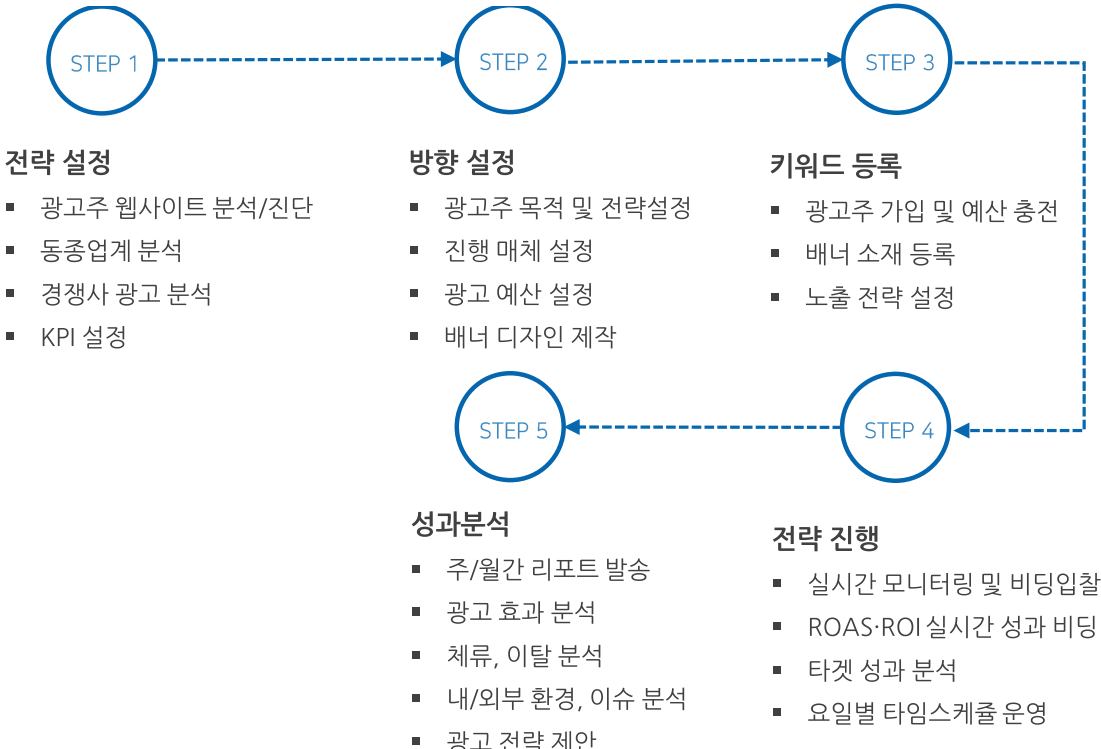 STEP 1
STEP 2
STEP 3
전략 설정
▪ 광고주 웹사이트 분석/진단
▪ 동종업계 분석
▪ 경쟁사 광고 분석
▪ KPI 설정
방향 설정
▪ 광고주 목적 및 전략설정
▪ 진행 매체 설정
▪ 광고 예산 설정
▪ 배너 디자인 제작
키워드 등록
▪ 광고주 가입 및 예산 충전
▪ 배너 소재 등록
▪ 노출 전략 설정
STEP 4
전략 진행
▪ 실시간 모니터링 및 비딩입찰
▪ ROAS·ROI 실시간 성과 비딩
▪ 타겟 성과 분석
▪ 요일별 타임스케쥴 운영
STEP 5
성과분석
▪ 주/월간 리포트 발송
▪ 광고 효과 분석
▪ 체류, 이탈 분석
▪ 내/외부 환경, 이슈 분석
▪ 광고 전략 제안